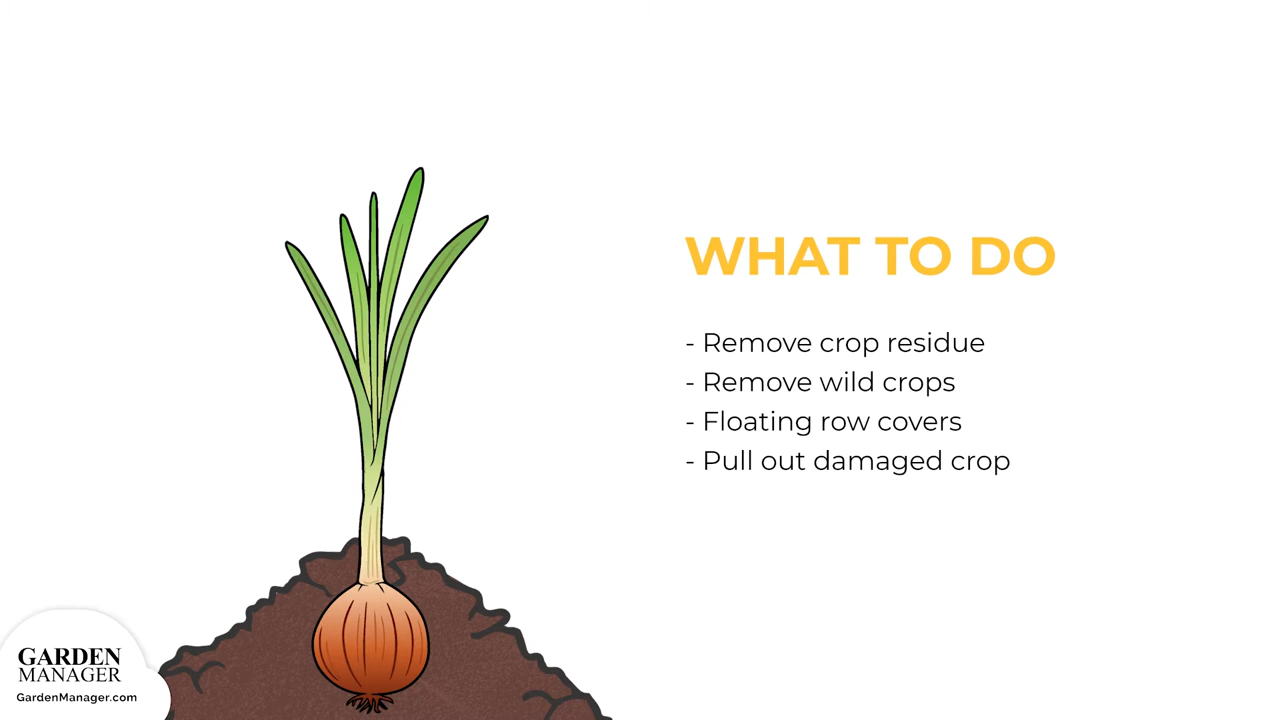 WHAT TO DO
- Remove crop residue
- Remove wild crops
- Floating row covers
- Pull out damaged crop
GARDEN
MANAGER
GardenManager.com